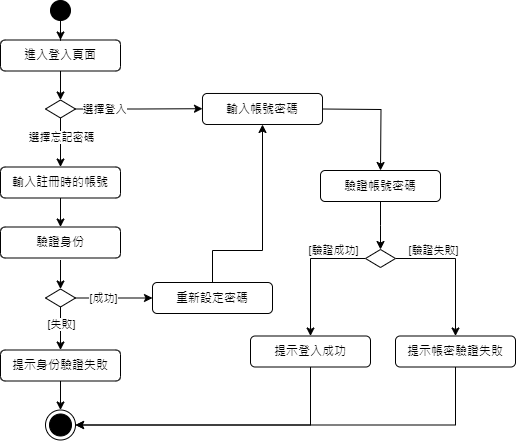 進入登入頁面
選擇登入
輸入帳號密碼
選擇忘記密碼
輸入註冊時的帳號
驗證帳號密碼
驗證身份
[驗證成功]
[驗證失敗]
[成功]
重新設定密碼
[失敗]
提示身份驗證失敗
提示登入成功
提示帳密驗證失敗